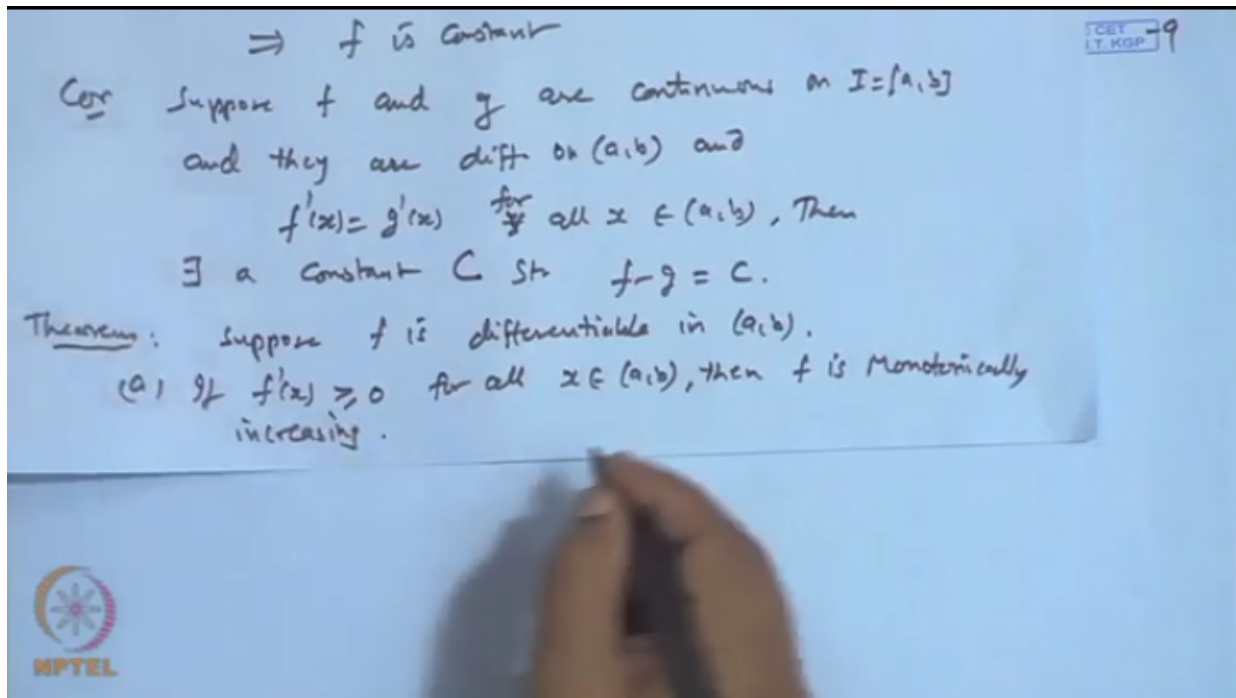 ⇒ f is Constant
CET
I.T. KGP -9
Cor Suppose f and g are continuous on I=[a,b]
and they are diff on (a,b) and
f'(x) = g'(x) for all x ∈ (a,b), Then
∃ a constant C St f-g = C.
Theorem: Suppose f is differentiable in (a,b).
(a) If f'(x) ≥ 0 for all x ∈ (a,b), then f is Monotonically
increasing.
NPTEL